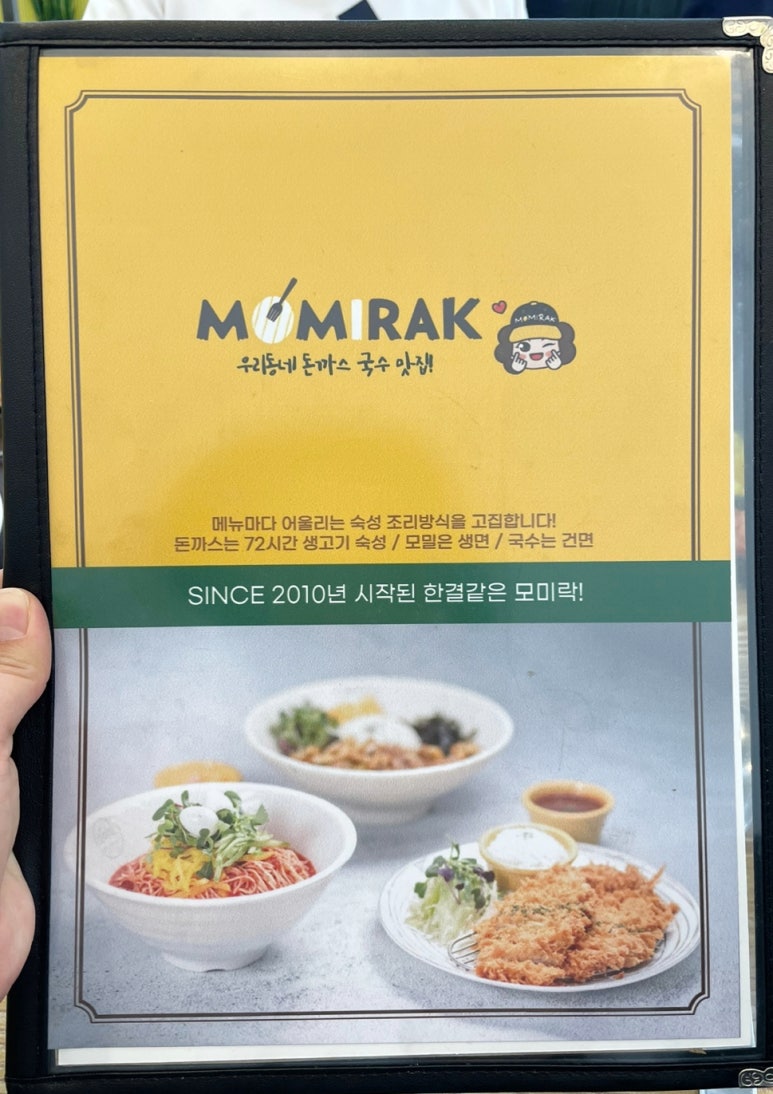 MOMIRAK
MOMIRAK
우리동네 돈까스 국수 맛집!
메뉴마다 어울리는 숙성 조리방식을 고집합니다!
돈까스는 72시간 생고기 숙성 / 모밀은 생면 / 국수는 건면
SINCE 2010년 시작된 한결같은 모미락!